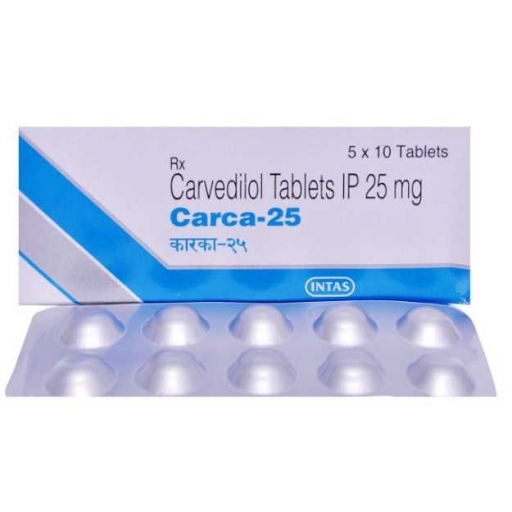 5 x 10 Tablets
Rx
Carvedilol Tablets IP 25 mg
Carca-25
कारका-२५
INTAS